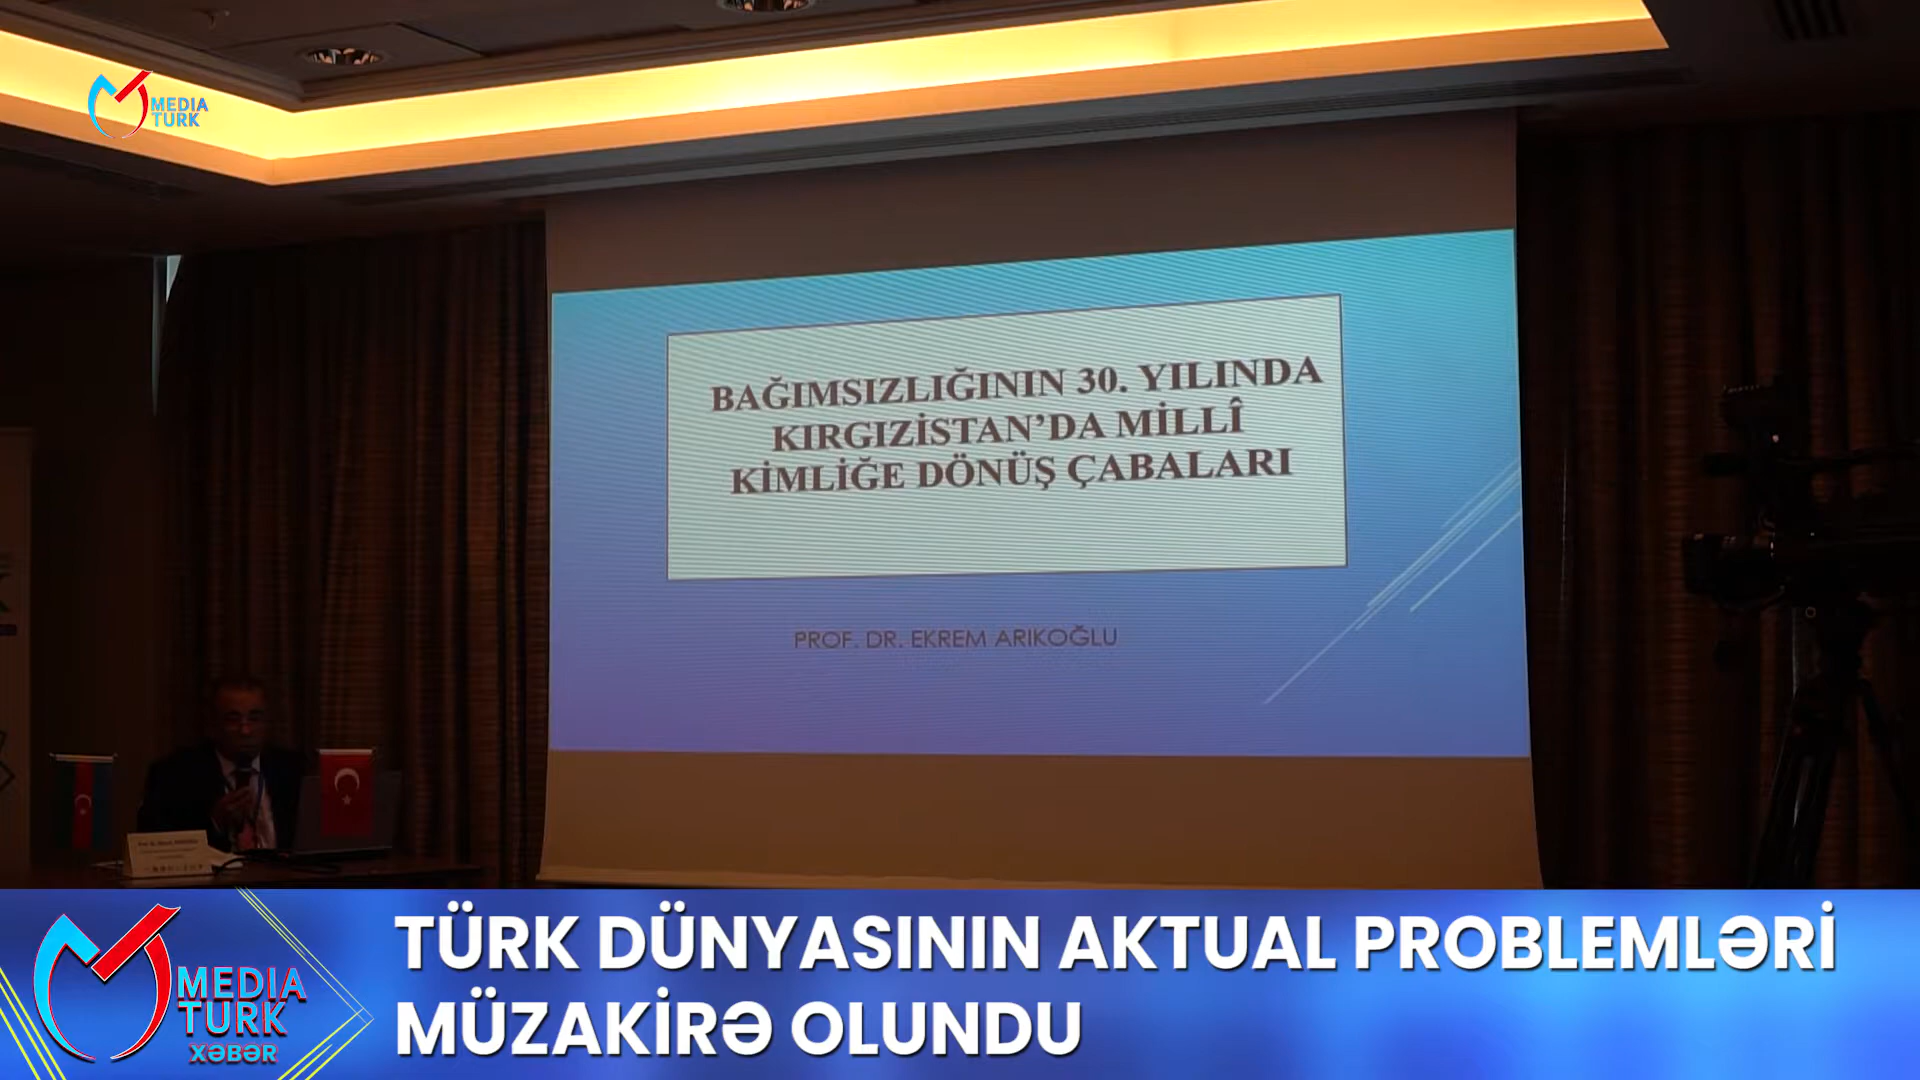 MEDIA
TURK
BAĞIMSIZLIĞININ 30. YILINDA
KIRGIZİSTAN'DA MİLLÎ
KİMLİĞE DÖNÜŞ ÇABALARI
PROF. DR. EKREM ARIKOĞLU
MEDIA
TURK
XƏBƏR
TÜRK DÜNYASININ AKTUAL PROBLEMLƏRİ
MÜZAKİRƏ OLUNDU